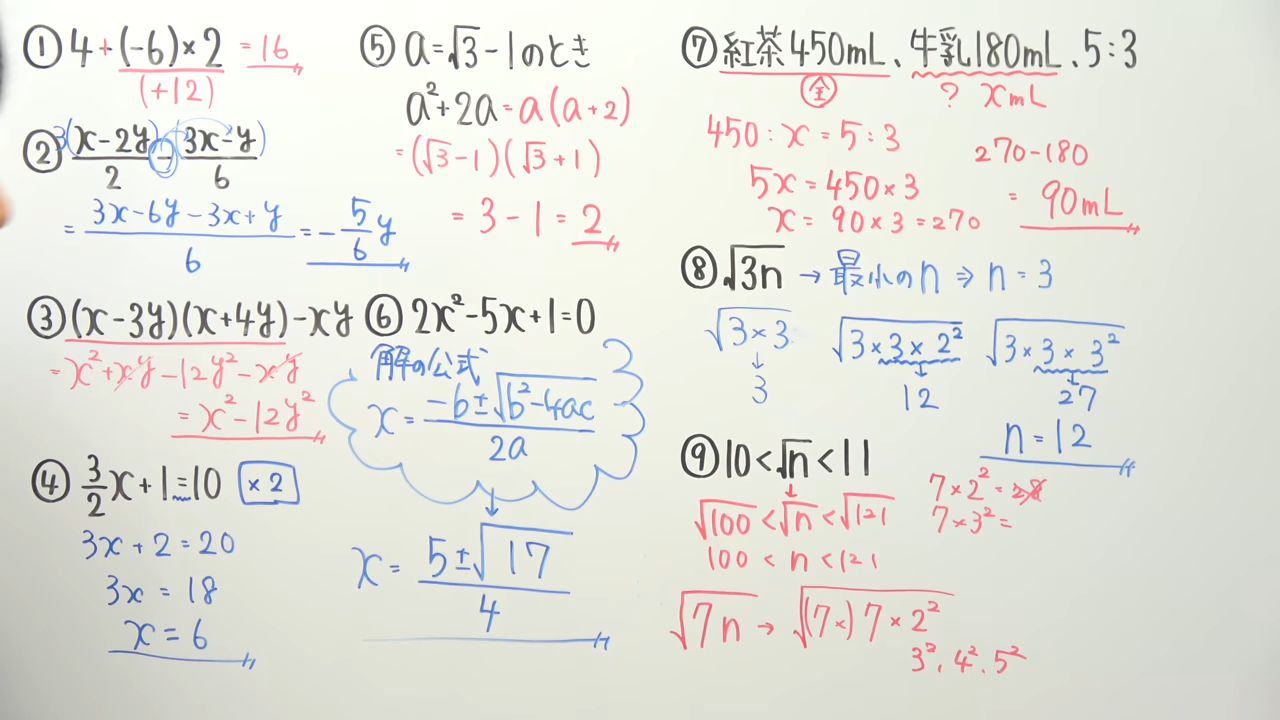 ① 4+(-6)×2 =16
(+12)
② 3(x-2y)/2 - (3x-y)/6
= (3x-6y-3x+y)/6 = -5/6 y
③ (x-3y)(x+4y)-xy
=x²+xy-12y²-xy
=x²-12y²
④ 3/2 x+1=10 ×2
3x+2=20
3x=18
x=6
⑤ a=√3-1のとき
a²+2a=a(a+2)
=(√3-1)(√3+1)
=3-1=2
⑥ 2x²-5x+1=0
解の公式
x=(-b±√(b²-4ac))/2a
x=(5±√17)/4
⑦ 紅茶450mL、牛乳180mL、5:3
全 ? xmL
450:x=5:3
5x=450×3
x=90×3=270
270-180
=90mL
⑧ √3n→最小のn⇒n=3
√(3×3) √(3×3×2²) √(3×3×3²)
↓ ↓ ↓
3 12 27
n=12
⑨ 10<√n<11
↓
√100<√n<√121
100<n<121
7×2²=28
7×3²=
√7n→√((7×)7×2²)
3²、4²、5²